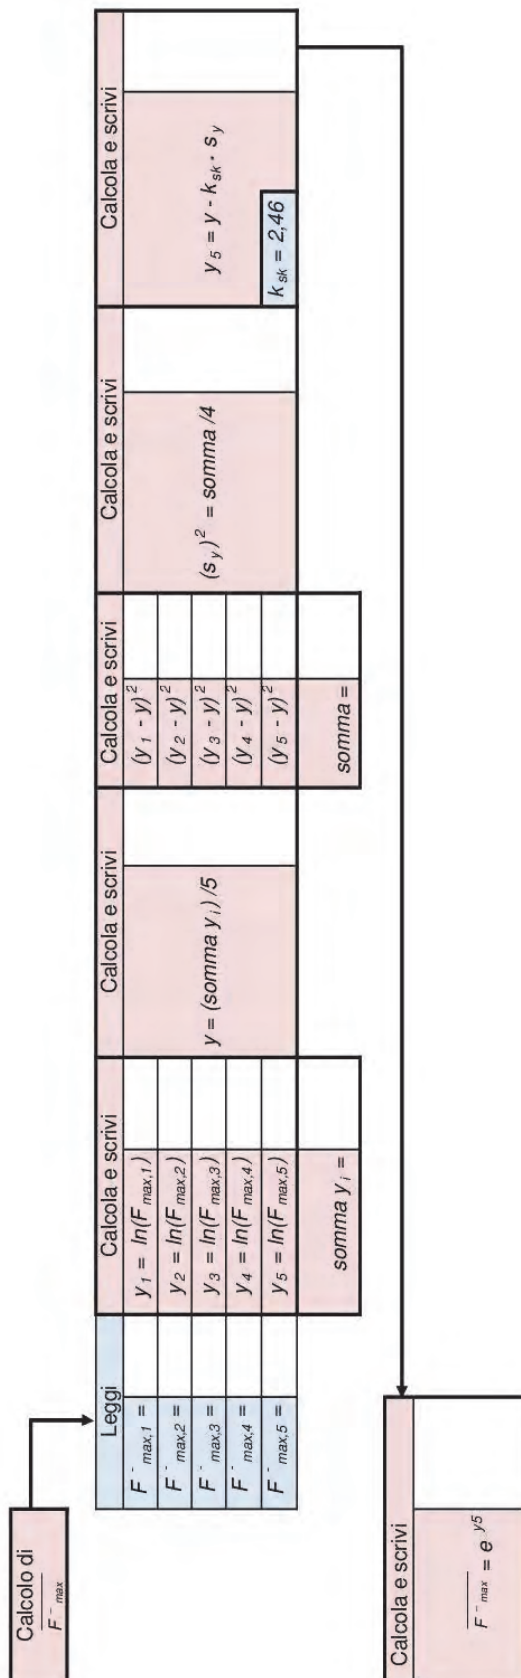 Calcolo di
F⁻max
Leggi
F⁻max,1 =
F⁻max,2 =
F⁻max,3 =
F⁻max,4 =
F⁻max,5 =
Calcola e scrivi
y1 = ln(Fmax,1)
y2 = ln(Fmax,2)
y3 = ln(Fmax,3)
y4 = ln(Fmax,4)
y5 = ln(Fmax,5)
somma yi =
Calcola e scrivi
y = (somma yi)/5
Calcola e scrivi
(y1 - y)²
(y2 - y)²
(y3 - y)²
(y4 - y)²
(y5 - y)²
somma =
Calcola e scrivi
(sy)² = somma /4
Calcola e scrivi
y5 = y - ksk · sy
ksk = 2,46
Calcola e scrivi
F⁻max = e^y5